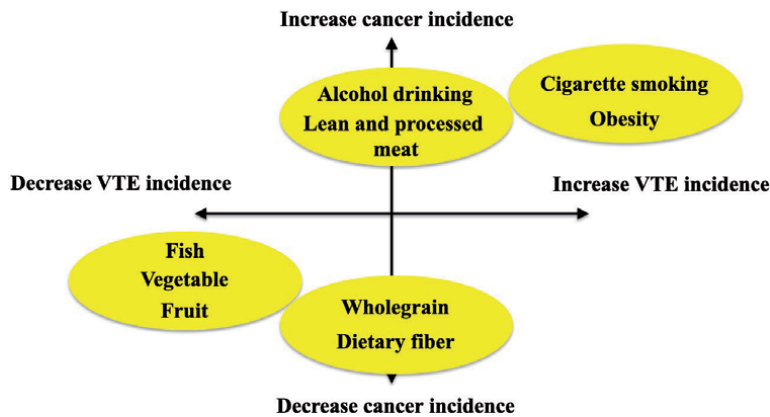 Increase cancer incidence
Alcohol drinking
Lean and processed
meat
Cigarette smoking
Obesity
Decrease VTE incidence
Increase VTE incidence
Fish
Vegetable
Fruit
Wholegrain
Dietary fiber
Decrease cancer incidence